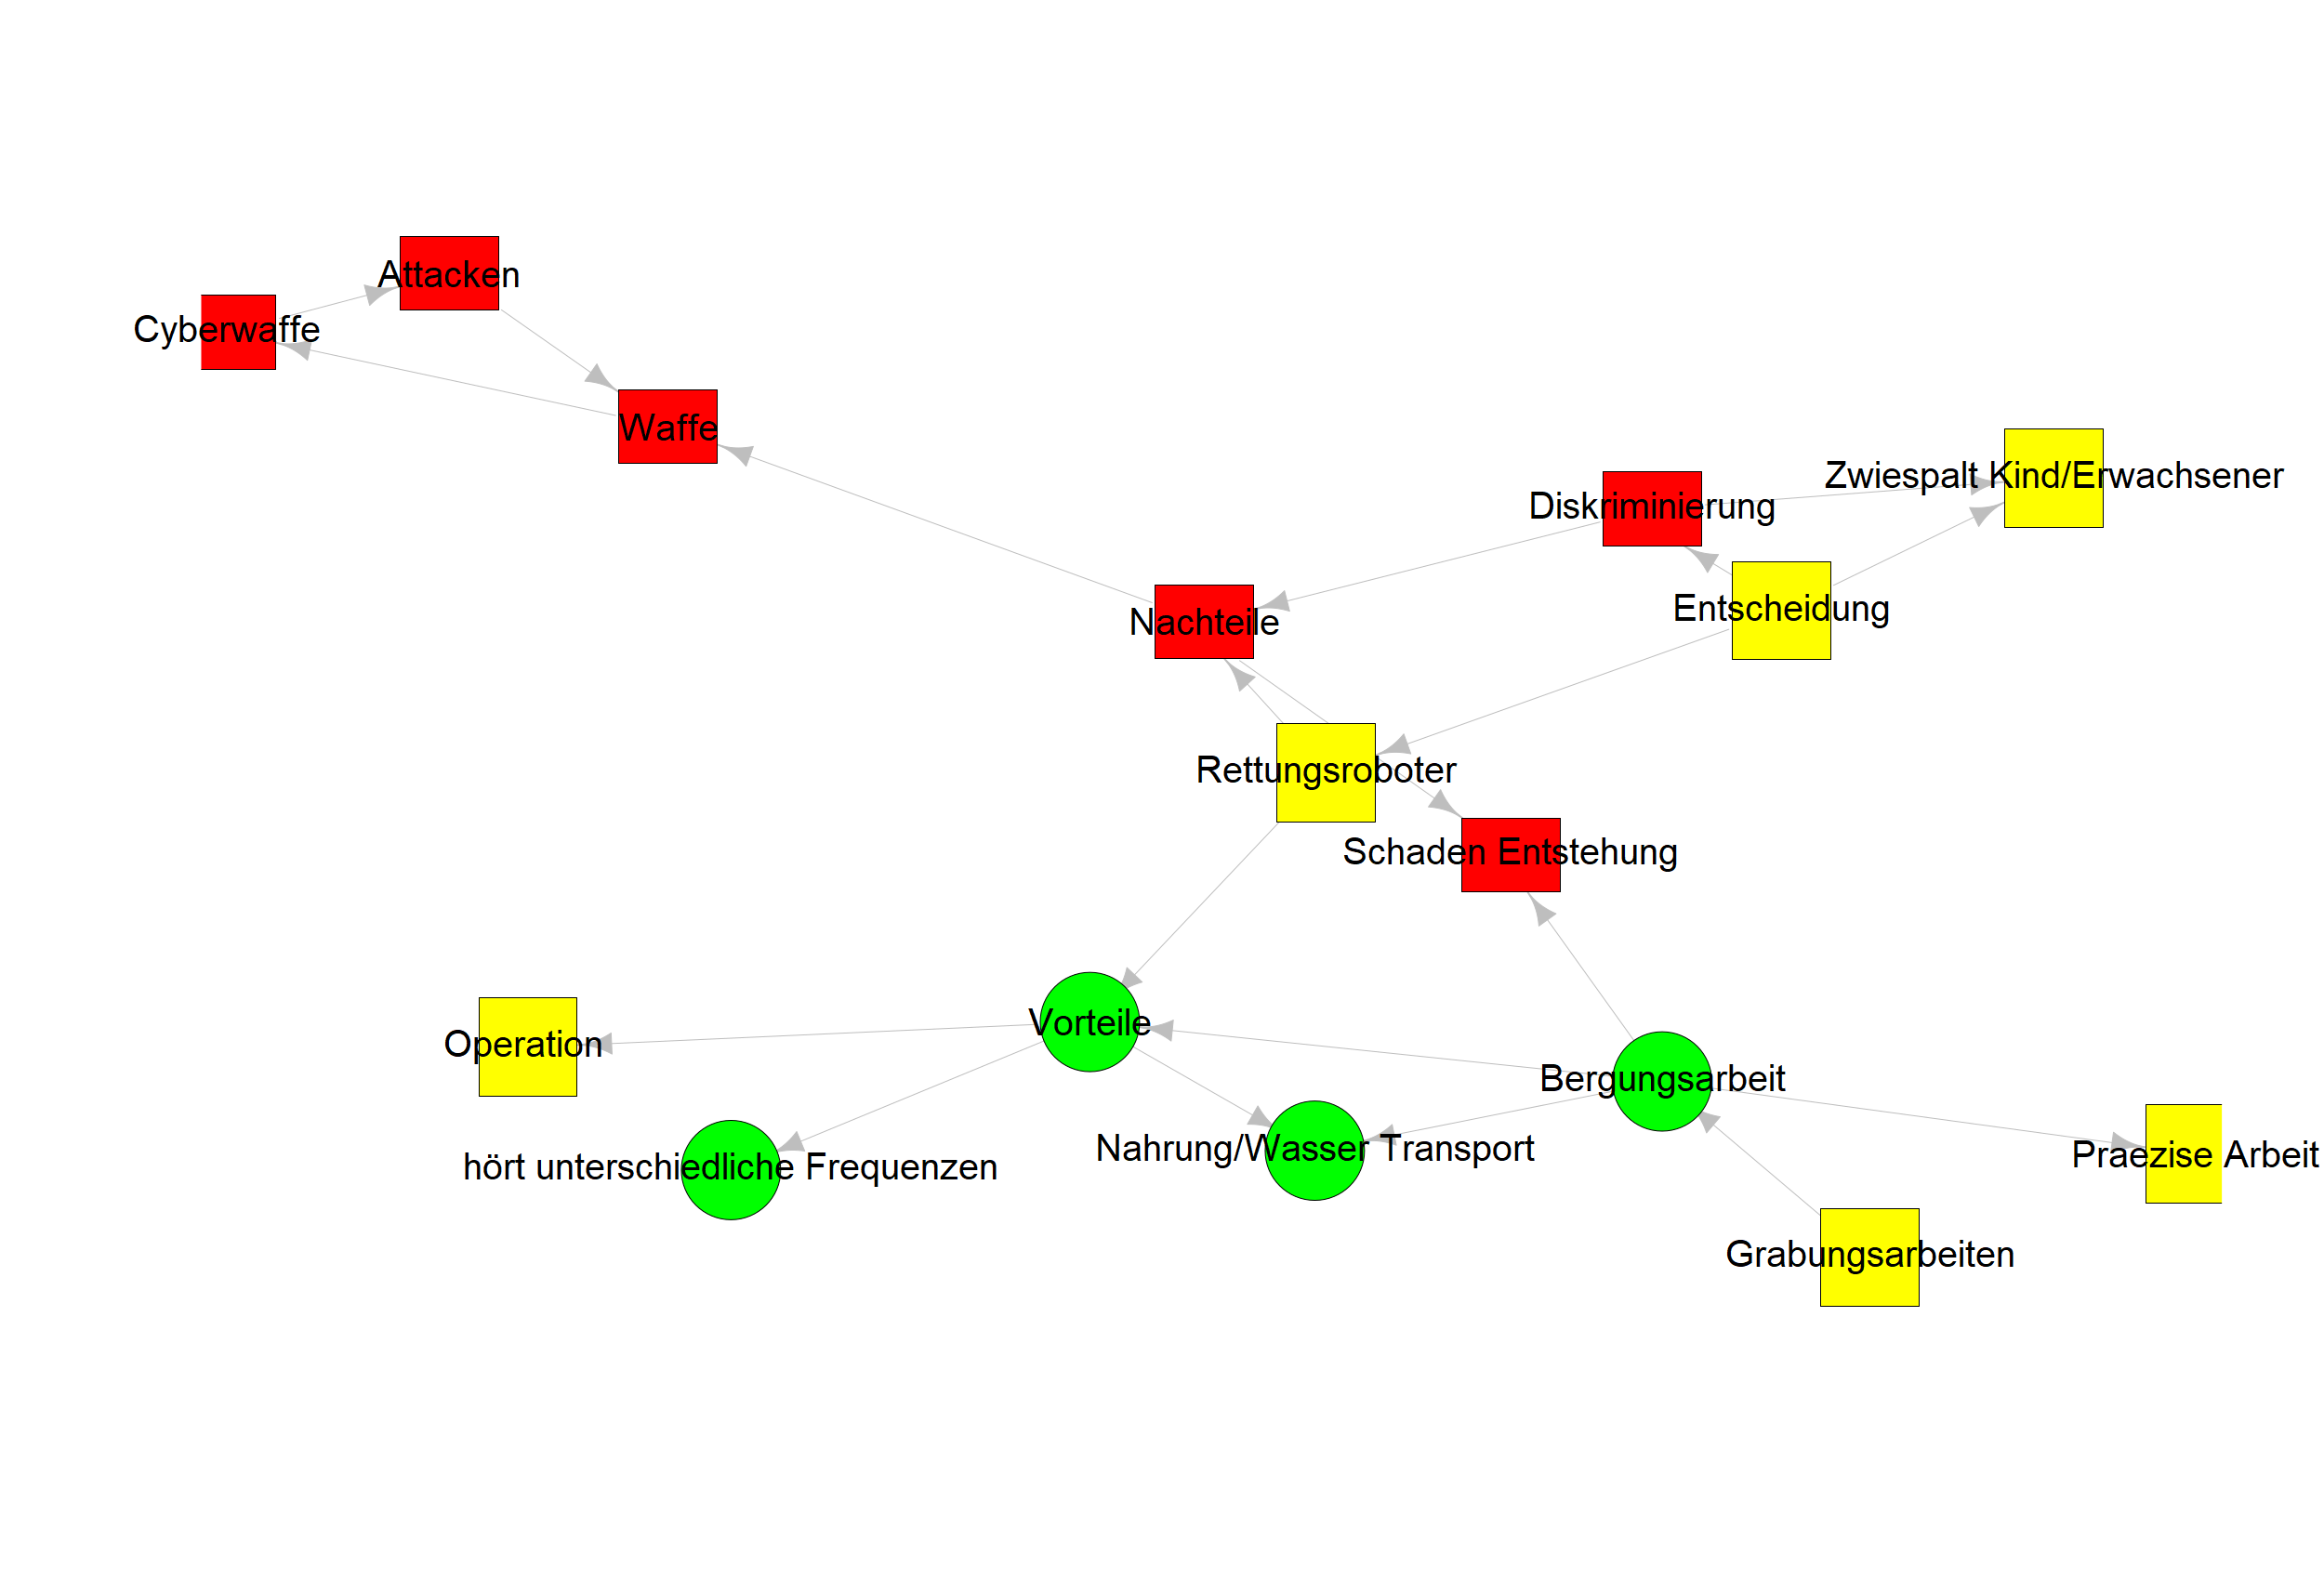 Attacken
Cyberwaffe
Waffe
Zwiespalt Kind/Erwachsener
Diskriminierung
Entscheidung
Nachteile
Rettungsroboter
Schaden Entstehung
Vorteile
Operation
Bergungsarbeit
Nahrung/Wasser Transport
Praezise Arbeit
hört unterschiedliche Frequenzen
Grabungsarbeiten